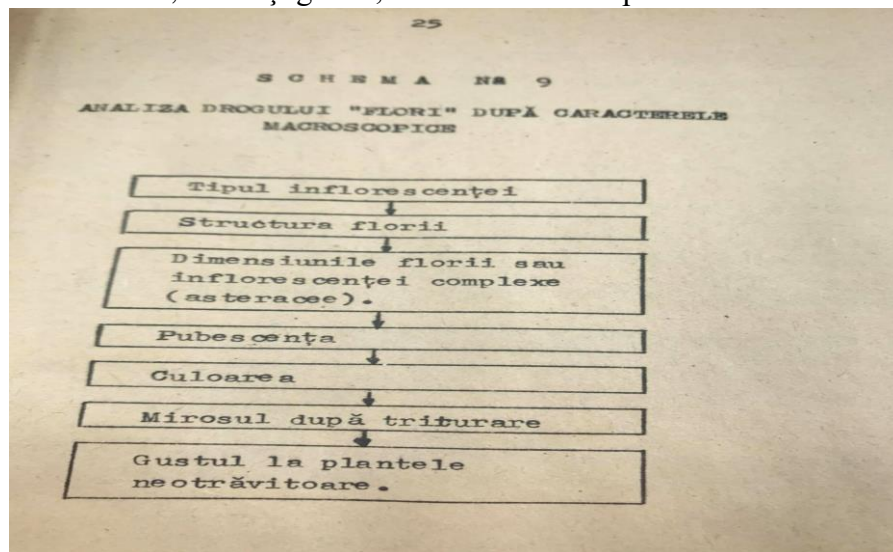 25
SCHEMA Nº 9
ANALIZA DROGULUI "FLORI" DUPĂ CARACTERELE
MACROSCOPICE
Tipul inflorescenţei
Structura florii
Dimensiunile florii sau
inflorescenţei complexe
(asteracee).
Pubescenţa
Culoarea
Mirosul după triturare
Gustul la plantele
neotrăvitoare.